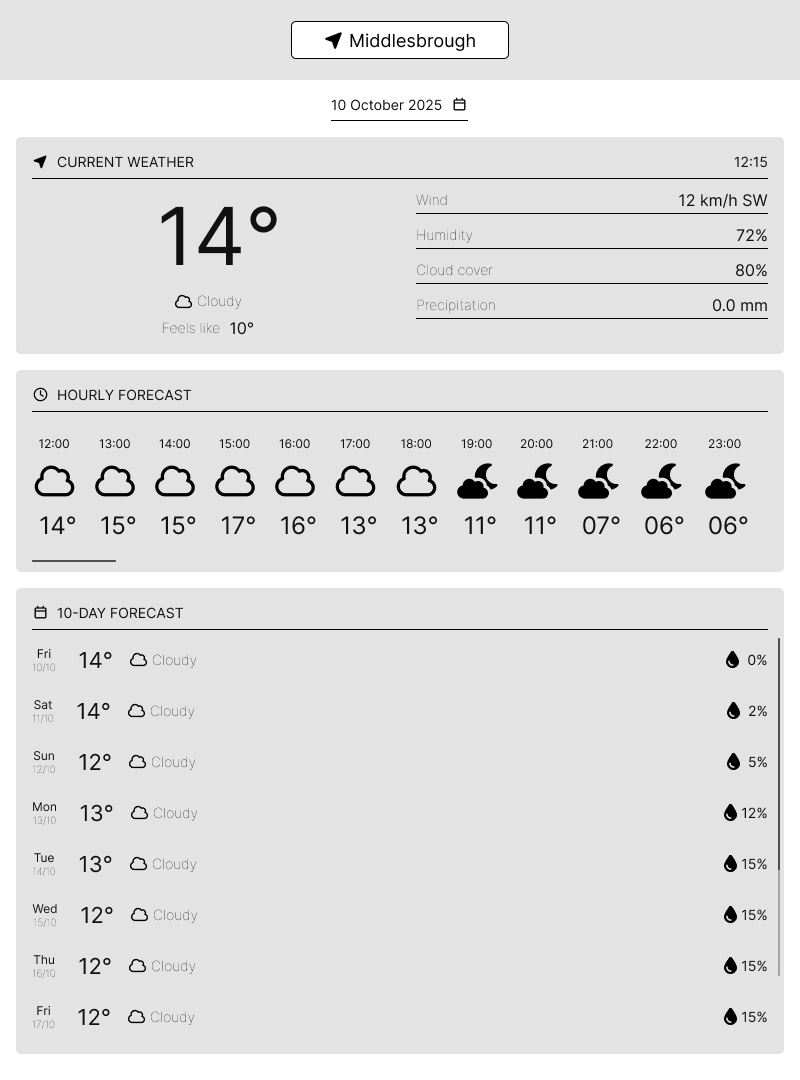 Middlesbrough
10 October 2025
CURRENT WEATHER 12:15
14°
Cloudy
Feels like 10°
Wind 12 km/h SW
Humidity 72%
Cloud cover 80%
Precipitation 0.0 mm
HOURLY FORECAST
12:00 13:00 14:00 15:00 16:00 17:00 18:00 19:00 20:00 21:00 22:00 23:00
14° 15° 15° 17° 16° 13° 13° 11° 11° 07° 06° 06°
10-DAY FORECAST
Fri
10/10 14° Cloudy 0%
Sat
11/10 14° Cloudy 2%
Sun
12/10 12° Cloudy 5%
Mon
13/10 13° Cloudy 12%
Tue
14/10 13° Cloudy 15%
Wed
15/10 12° Cloudy 15%
Thu
16/10 12° Cloudy 15%
Fri
17/10 12° Cloudy 15%